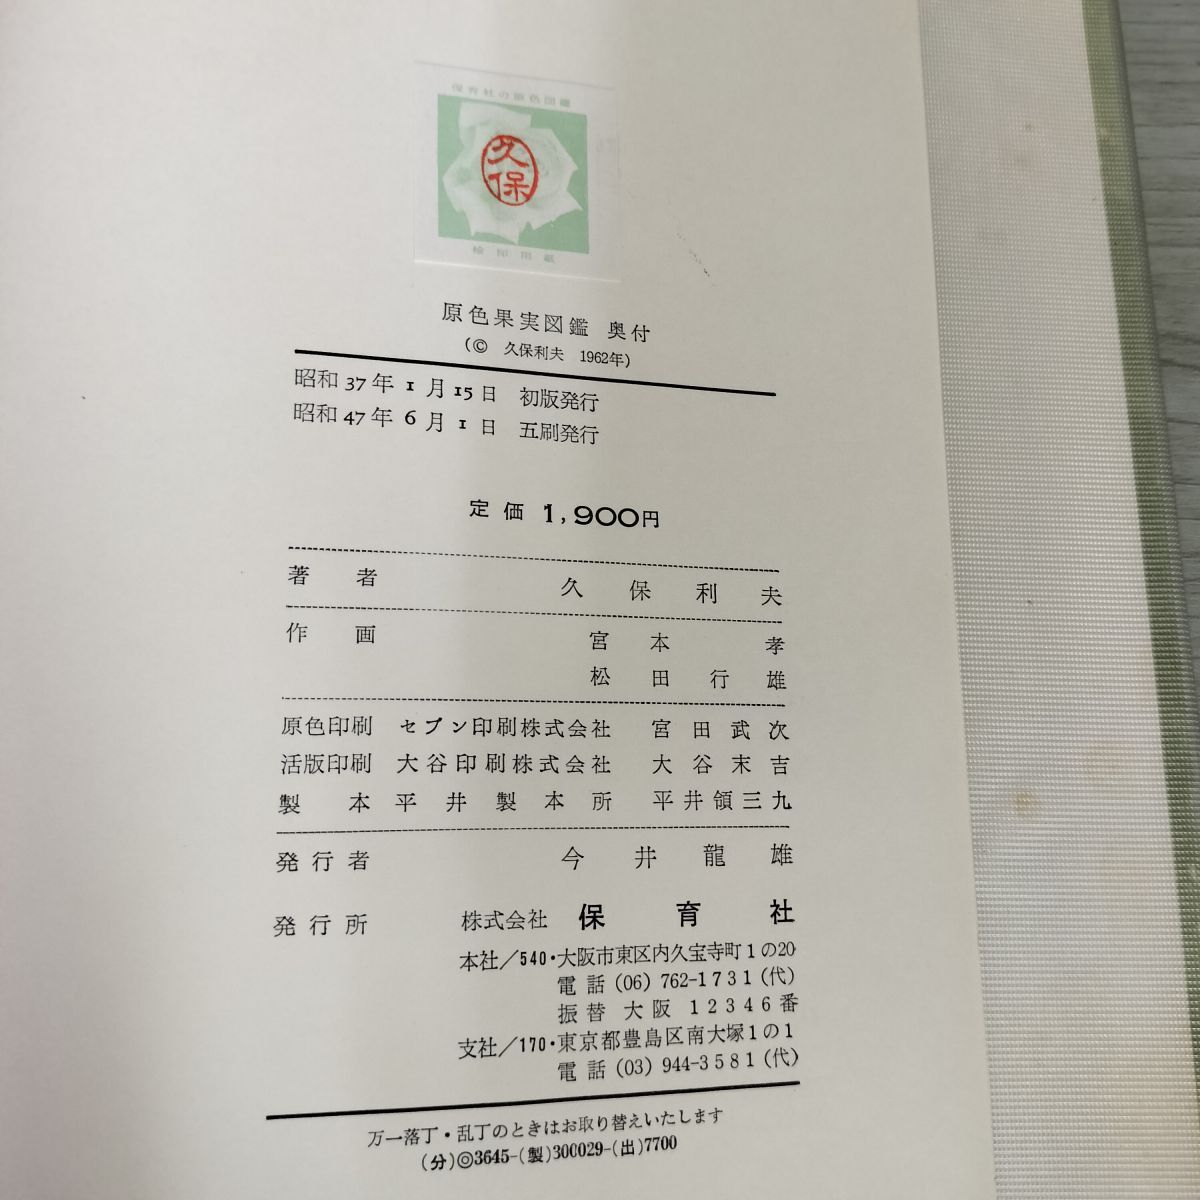 保育社の原色図鑑
久保
検印用紙
原色果実図鑑 奥付
(© 久保利夫 1962年)
昭和37年1月15日 初版発行
昭和47年6月1日 五刷発行
定価 1,900円
著者 久保利夫
作画 宮本孝
松田行雄
原色印刷 セブン印刷株式会社 宮田武次
活版印刷 大谷印刷株式会社 大谷末吉
製本 平井製本所 平井領三九
発行者 今井龍雄
発行所 株式会社 保育社
本社/540・大阪市東区内久宝寺町1の20
電話(06)762-1731(代)
振替 大阪 12346番
支社/170・東京都豊島区南大塚1の1
電話(03)944-3581(代)
万一落丁・乱丁のときはお取り替えいたします
(分)◎3645-(製)300029-(出)7700